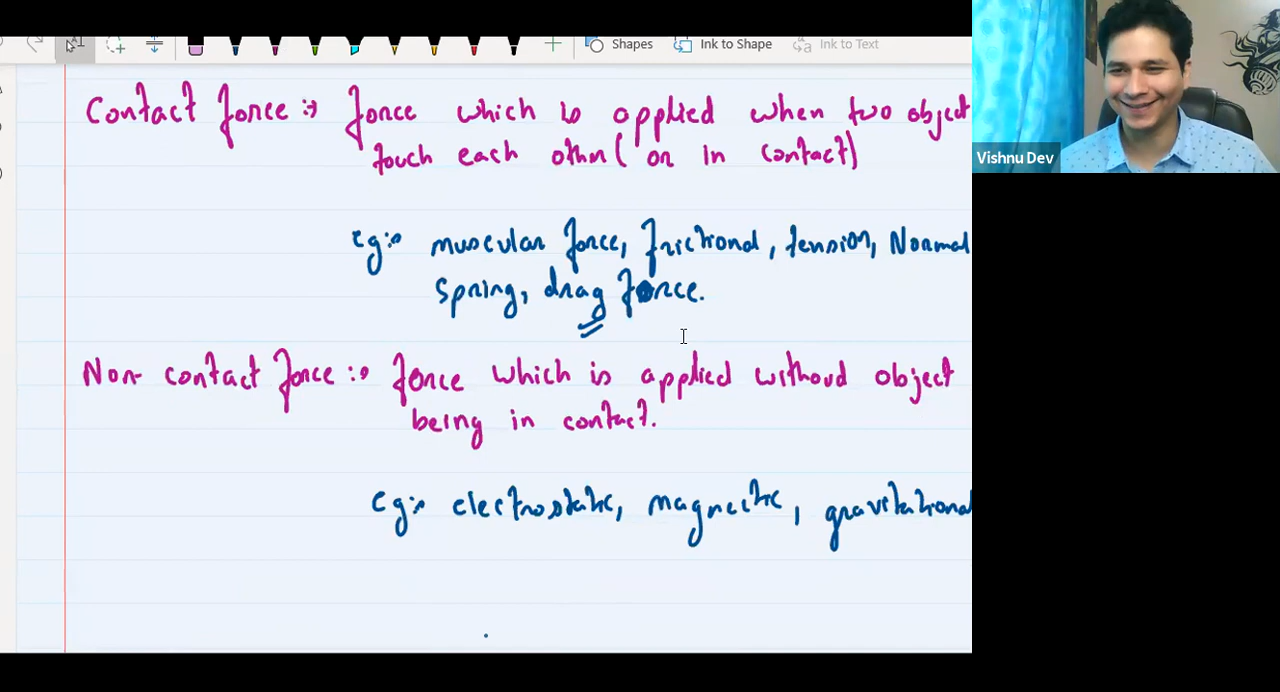 Shapes
Ink to Shape
Ink to Text
Vishnu Dev
Contact force :→ force which is applied when two object
touch each other (or in contact)
eg:→ muscular force, frictional, tension, Normal
Spring, drag force.
Non-contact force :→ force which is applied without object
being in contact.
eg:→ electrostatic, magnetic, gravitational